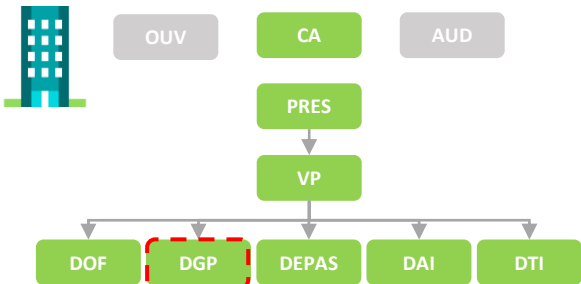 OUV CA AUD
PRES
VP
DOF DGP DEPAS DAI DTI